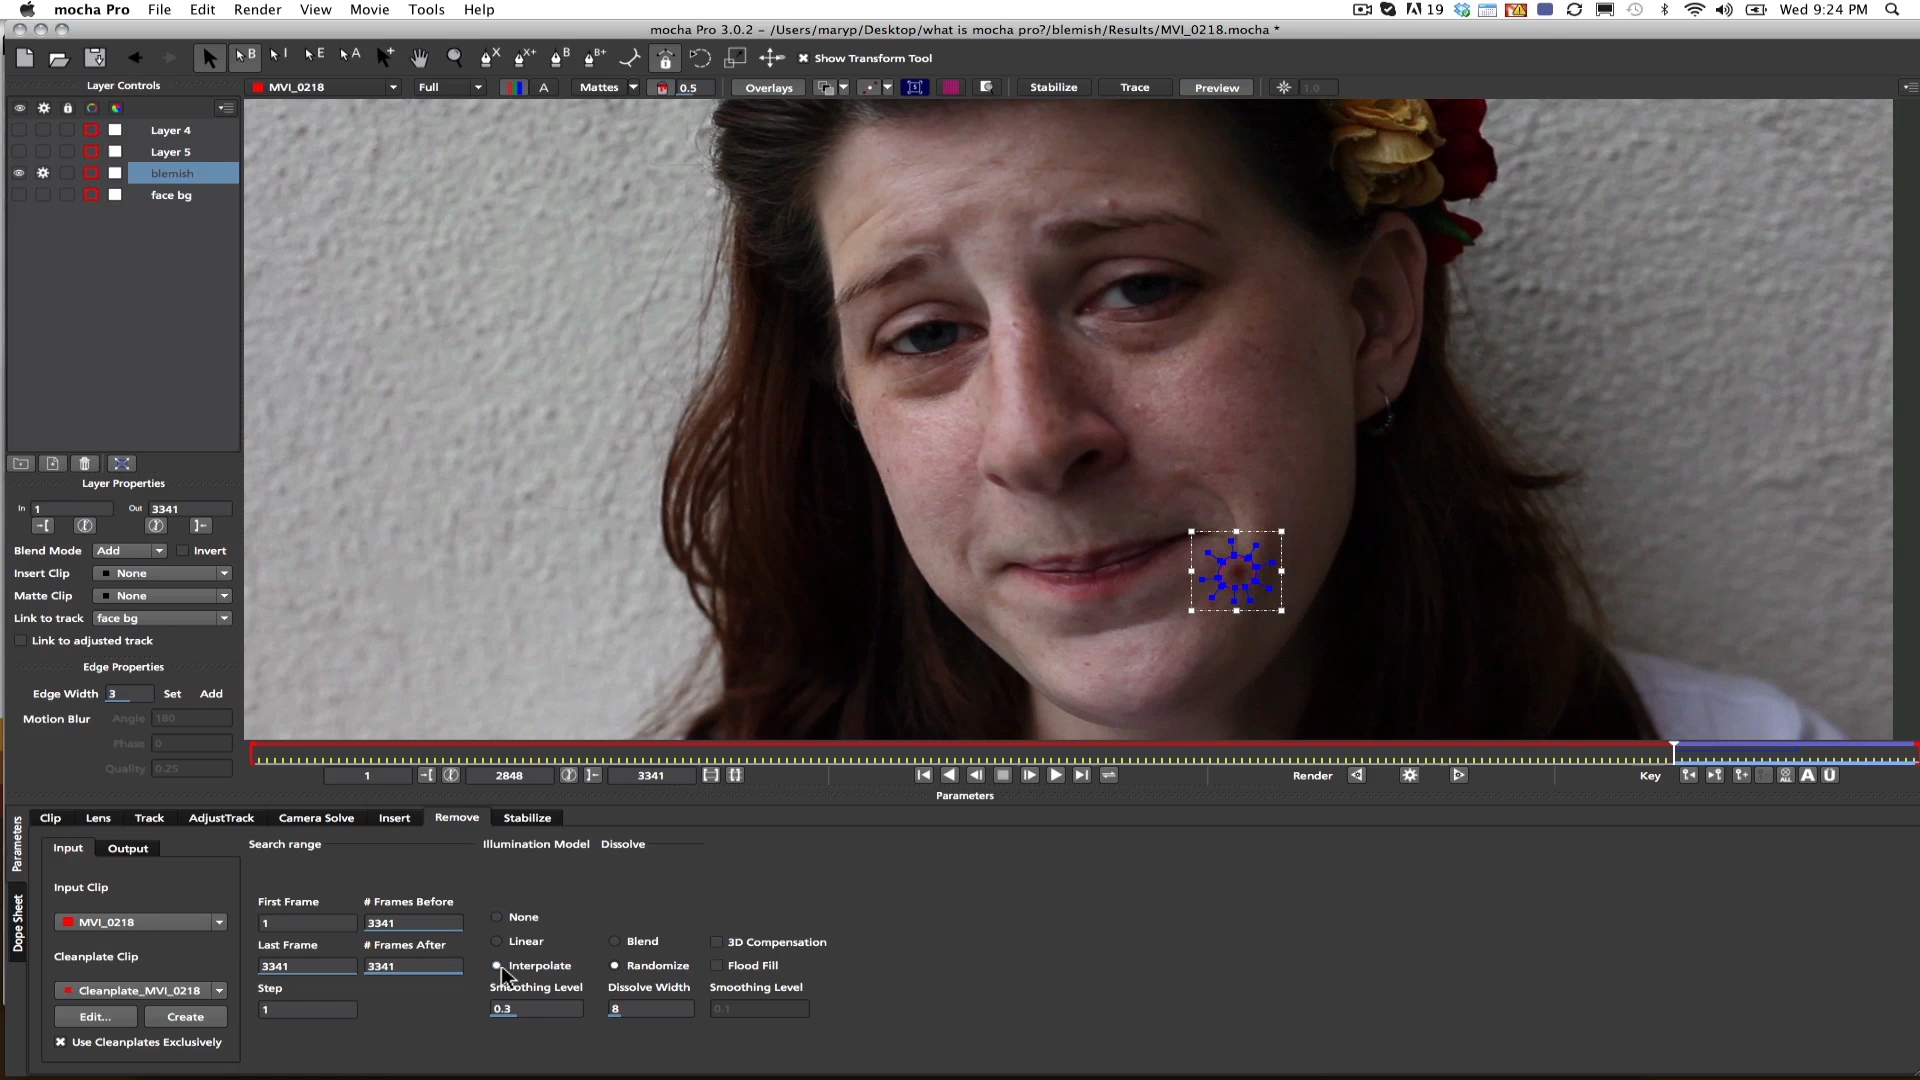 mocha Pro File Edit Render View Movie Tools Help 19 Wed 9:24 PM
mocha Pro 3.0.2 – /Users/maryp/Desktop/what is mocha pro?/blemish/Results/MVI_0218.mocha *
B I E A X X+ B B+ Show Transform Tool
Layer Controls MVI_0218 Full A Mattes 0.5 Overlays Stabilize Trace Preview 1.0
Layer 4
Layer 5
blemish
face bg
Layer Properties
In 1 Out 3341
Blend Mode Add Invert
Insert Clip None
Matte Clip None
Link to track face bg
Link to adjusted track
Edge Properties
Edge Width 3 Set Add
Motion Blur Angle 180
Phase 0
Quality 0.25
1 2848 3341 Render Key ALL A Ü
Parameters
Parameters
Dope Sheet
Clip Lens Track AdjustTrack Camera Solve Insert Remove Stabilize
Input Output Search range Illumination Model Dissolve
Input Clip First Frame # Frames Before
MVI_0218 1 3341 None
Last Frame # Frames After Linear Blend 3D Compensation
Cleanplate Clip 3341 3341 Interpolate Randomize Flood Fill
Cleanplate_MVI_0218 Step Smoothing Level Dissolve Width Smoothing Level
Edit... Create 1 0.3 8 0.1
Use Cleanplates Exclusively